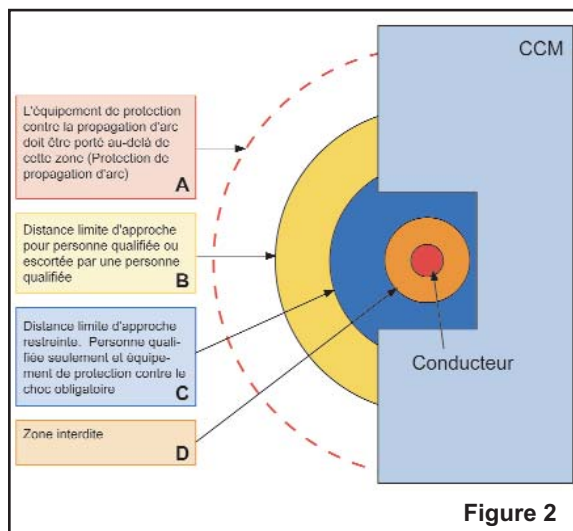 CCM
L'équipement de protection
contre la propagation d'arc
doit être porté au-delà de
cette zone (Protection de
propagation d'arc)
A
Distance limite d'approche
pour personne qualifiée ou
escortée par une personne
qualifiée
B
Distance limite d'approche
restreinte. Personne quali-
fiée seulement et équipe-
ment de protection contre le
choc obligatoire
C
Zone interdite
D
Conducteur
Figure 2